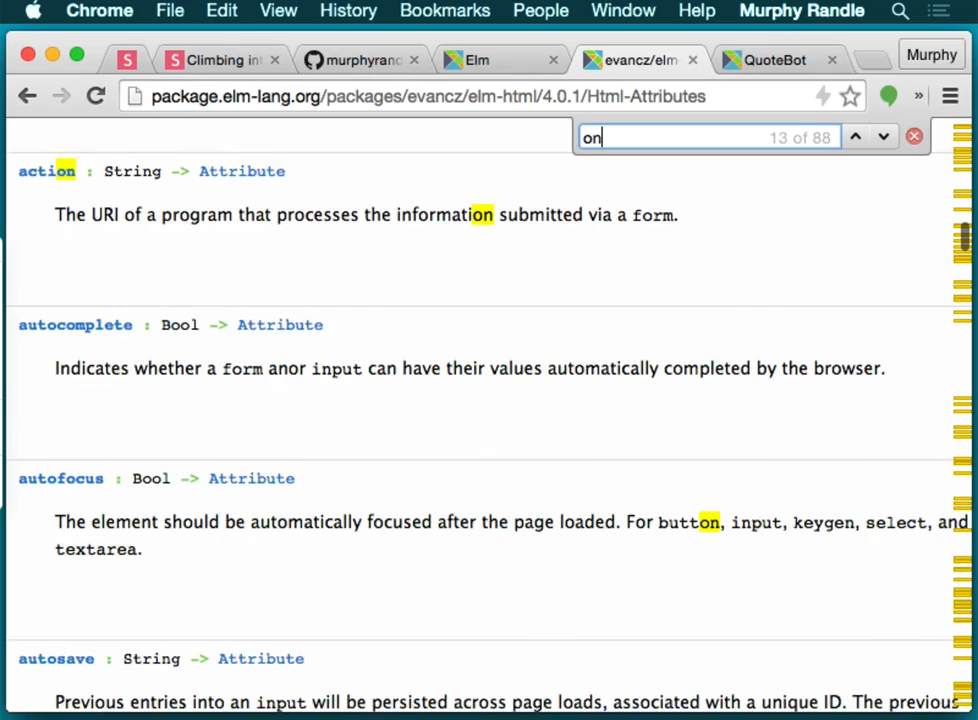 Chrome File Edit View History Bookmarks People Window Help Murphy Randle
S S Climbing in × murphyrand × Elm × evancz/elm × QuoteBot × Murphy
package.elm-lang.org/packages/evancz/elm-html/4.0.1/Html-Attributes »
on 13 of 88
action : String -> Attribute
The URI of a program that processes the information submitted via a form.
autocomplete : Bool -> Attribute
Indicates whether a form anor input can have their values automatically completed by the browser.
autofocus : Bool -> Attribute
The element should be automatically focused after the page loaded. For button, input, keygen, select, and
textarea.
autosave : String -> Attribute
Previous entries into an input will be persisted across page loads, associated with a unique ID. The previous